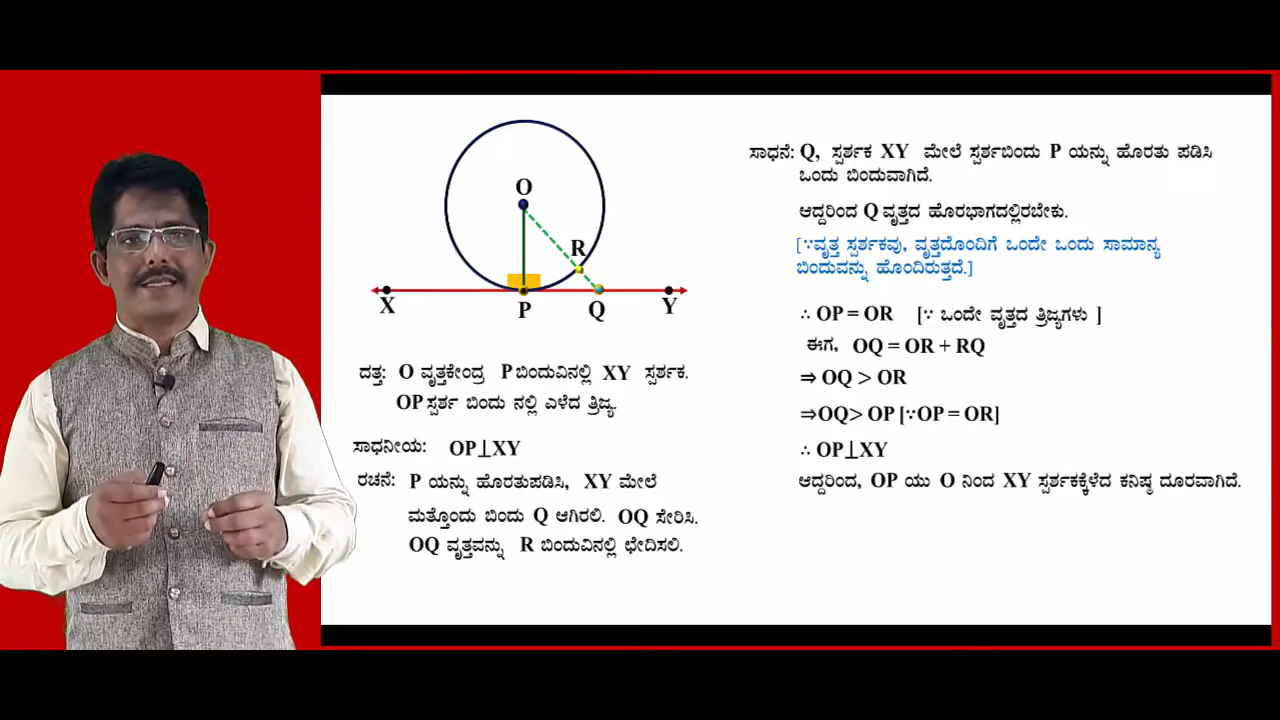 O
R
X
P
Q
Y
ದತ್ತ: O ವೃತ್ತಕೇಂದ್ರ P ಬಿಂದುವಿನಲ್ಲಿ XY ಸ್ಪರ್ಶಕ.
OP ಸ್ಪರ್ಶ ಬಿಂದು ನಲ್ಲಿ ಎಳೆದ ತ್ರಿಜ್ಯ.
ಸಾಧನೀಯ: OP⊥XY
ರಚನೆ: P ಯನ್ನು ಹೊರತುಪಡಿಸಿ, XY ಮೇಲೆ
ಮತ್ತೊಂದು ಬಿಂದು Q ಆಗಿರಲಿ. OQ ಸೇರಿಸಿ.
OQ ವೃತ್ತವನ್ನು R ಬಿಂದುವಿನಲ್ಲಿ ಛೇದಿಸಲಿ.
ಸಾಧನೆ: Q, ಸ್ಪರ್ಶಕ XY ಮೇಲೆ ಸ್ಪರ್ಶಬಿಂದು P ಯನ್ನು ಹೊರತು ಪಡಿಸಿ
ಒಂದು ಬಿಂದುವಾಗಿದೆ.
ಆದ್ದರಿಂದ Q ವೃತ್ತದ ಹೊರಭಾಗದಲ್ಲಿರಬೇಕು.
[∵ವೃತ್ತ ಸ್ಪರ್ಶಕವು, ವೃತ್ತದೊಂದಿಗೆ ಒಂದೇ ಒಂದು ಸಾಮಾನ್ಯ
ಬಿಂದುವನ್ನು ಹೊಂದಿರುತ್ತದೆ.]
∴ OP = OR [∵ ಒಂದೇ ವೃತ್ತದ ತ್ರಿಜ್ಯಗಳು ]
ಈಗ, OQ = OR + RQ
⇒ OQ > OR
⇒OQ> OP [∵OP = OR]
∴ OP⊥XY
ಆದ್ದರಿಂದ, OP ಯು O ನಿಂದ XY ಸ್ಪರ್ಶಕಕ್ಕೆಳೆದ ಕನಿಷ್ಠ ದೂರವಾಗಿದೆ.